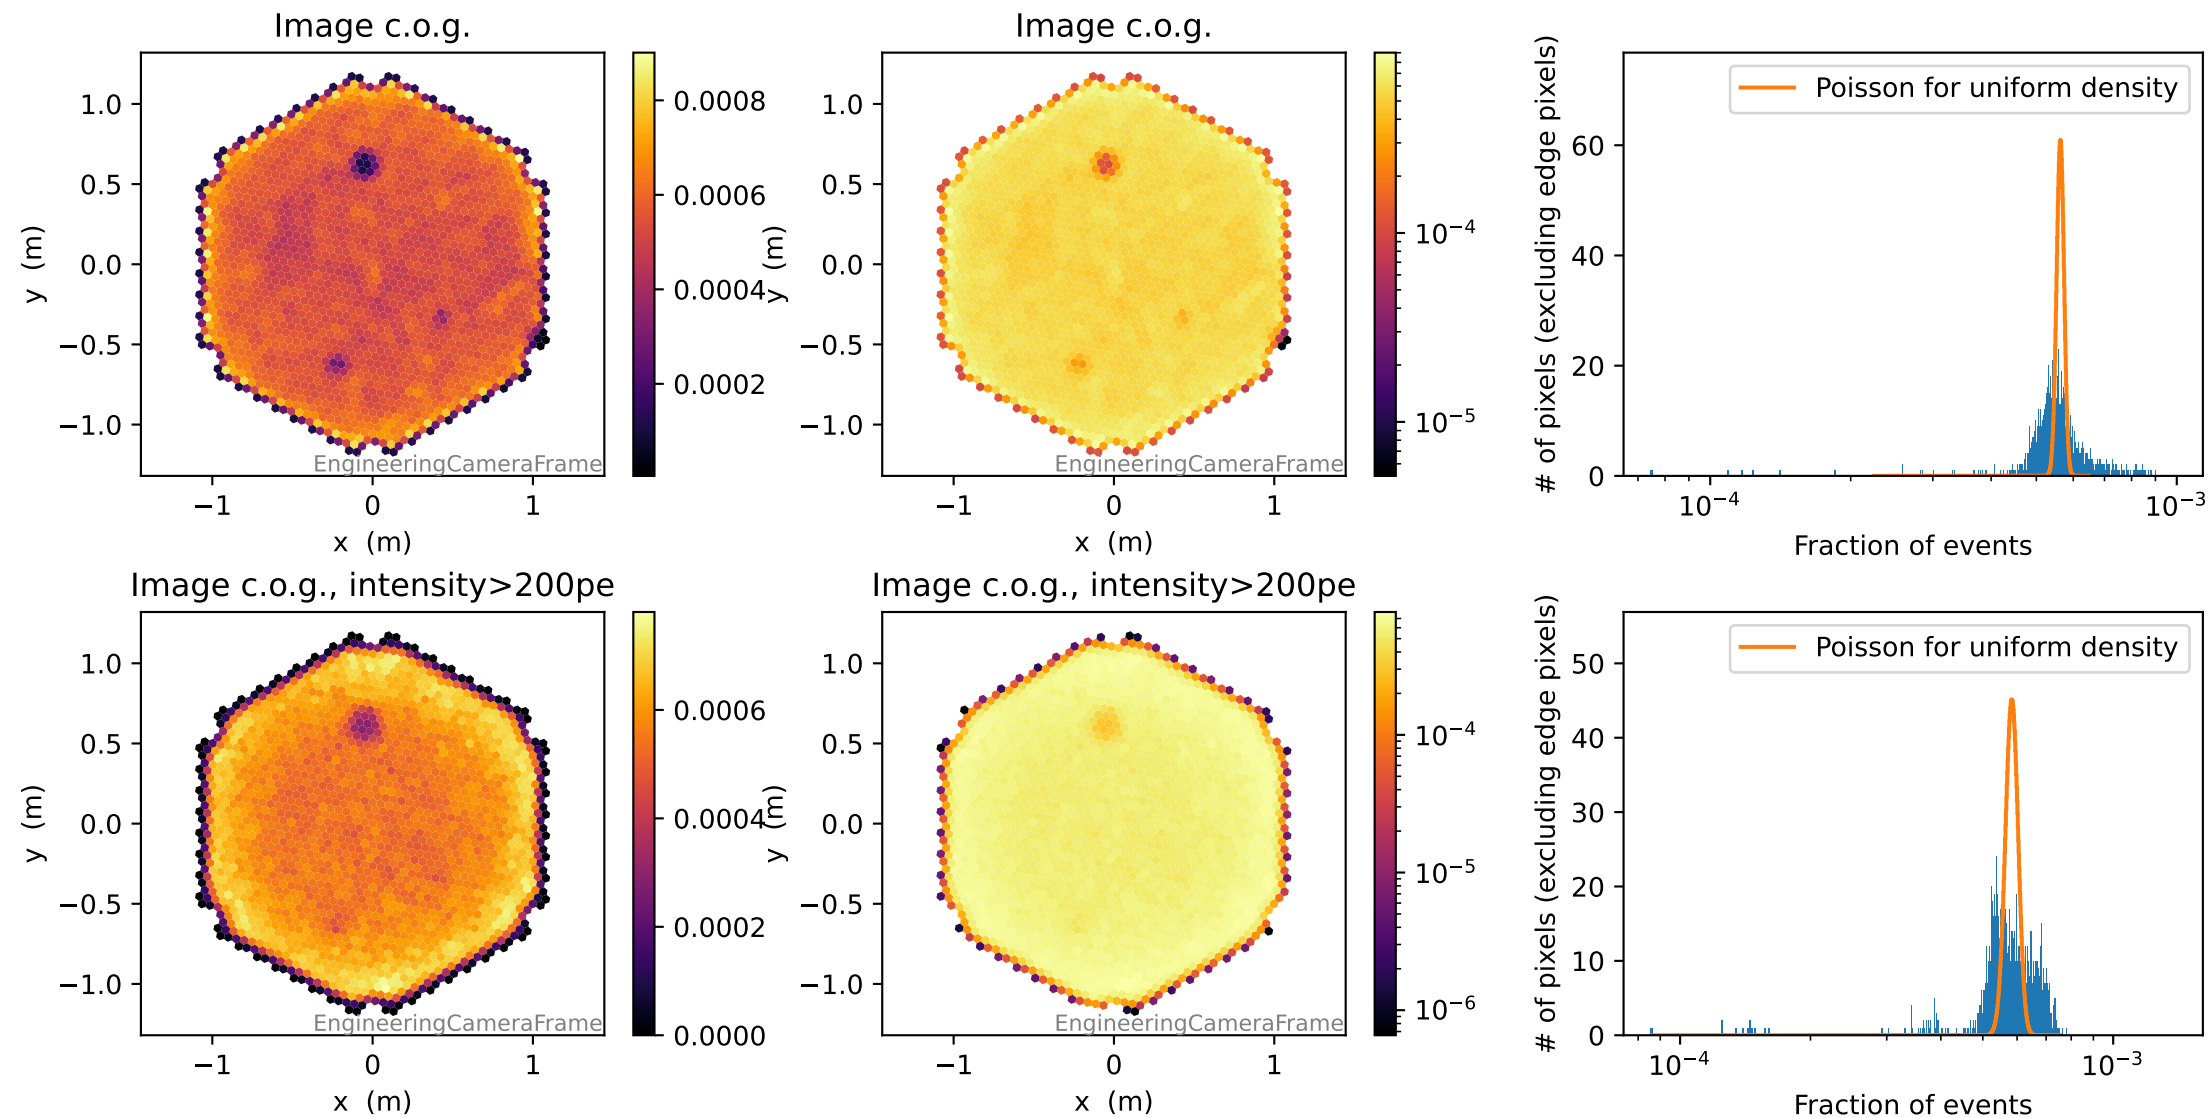 Image c.o.g.
1.0
0.5
0.0
−0.5
−1.0
y (m)
−1
0
1
x (m)
EngineeringCameraFrame
0.0008
0.0006
0.0004
0.0002
Image c.o.g.
1.0
0.5
0.0
−0.5
−1.0
y (m)
−1
0
1
x (m)
EngineeringCameraFrame
10⁻⁴
10⁻⁵
Poisson for uniform density
# of pixels (excluding edge pixels)
60
40
20
0
10⁻⁴
10⁻³
Fraction of events
Image c.o.g., intensity>200pe
1.0
0.5
0.0
−0.5
−1.0
y (m)
−1
0
1
x (m)
EngineeringCameraFrame
0.0006
0.0004
0.0002
0.0000
Image c.o.g., intensity>200pe
1.0
0.5
0.0
−0.5
−1.0
y (m)
−1
0
1
x (m)
EngineeringCameraFrame
10⁻⁴
10⁻⁵
10⁻⁶
Poisson for uniform density
# of pixels (excluding edge pixels)
50
40
30
20
10
0
10⁻⁴
10⁻³
Fraction of events